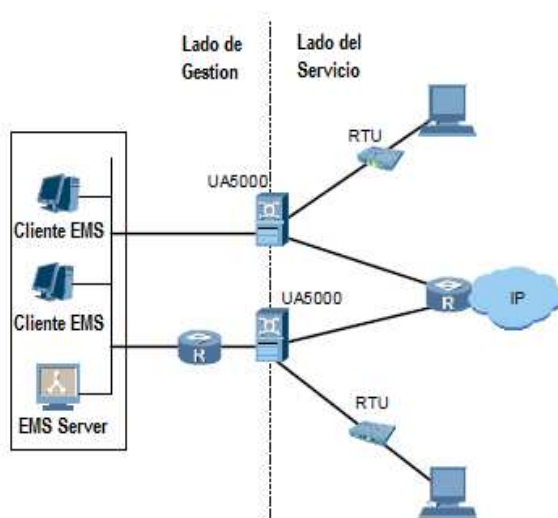 Lado de
Gestion
Lado del
Servicio
RTU
UA5000
Cliente EMS
Cliente EMS
UA5000
R
IP
R
RTU
EMS Server